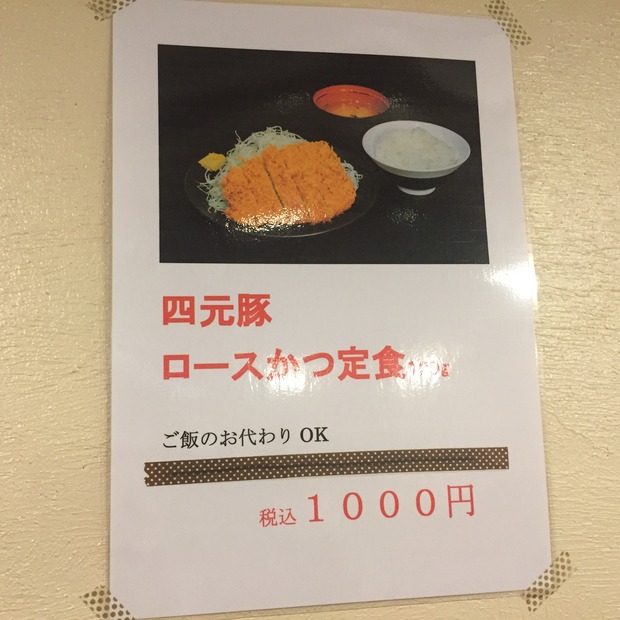 四元豚
ロースかつ定食
ご飯のお代わり OK
税込 １０００円